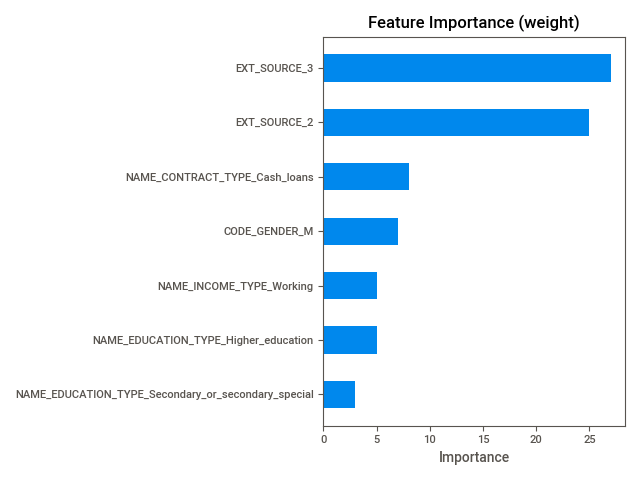 Feature Importance (weight)
EXT_SOURCE_3
EXT_SOURCE_2
NAME_CONTRACT_TYPE_Cash_loans
CODE_GENDER_M
NAME_INCOME_TYPE_Working
NAME_EDUCATION_TYPE_Higher_education
NAME_EDUCATION_TYPE_Secondary_or_secondary_special
0 5 10 15 20 25
Importance